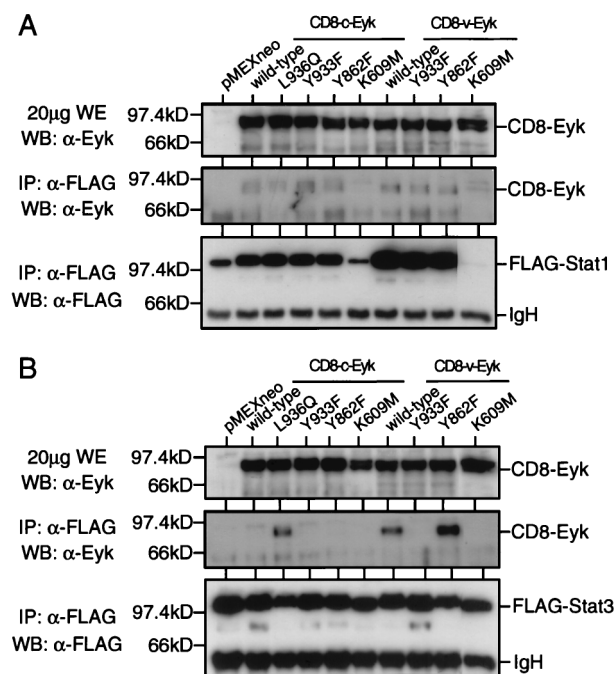 A
CD8-c-Eyk
CD8-v-Eyk
pMEXneo
wild-type
L936Q
Y933F
Y862F
K609M
wild-type
Y933F
Y862F
K609M
20µg WE
WB: α-Eyk
97.4kD
66kD
CD8-Eyk
IP: α-FLAG
WB: α-Eyk
97.4kD
66kD
CD8-Eyk
IP: α-FLAG
WB: α-FLAG
97.4kD
66kD
FLAG-Stat1
IgH
B
CD8-c-Eyk
CD8-v-Eyk
pMEXneo
wild-type
L936Q
Y933F
Y862F
K609M
wild-type
Y933F
Y862F
K609M
20µg WE
WB: α-Eyk
97.4kD
66kD
CD8-Eyk
IP: α-FLAG
WB: α-Eyk
97.4kD
66kD
CD8-Eyk
IP: α-FLAG
WB: α-FLAG
97.4kD
66kD
FLAG-Stat3
IgH